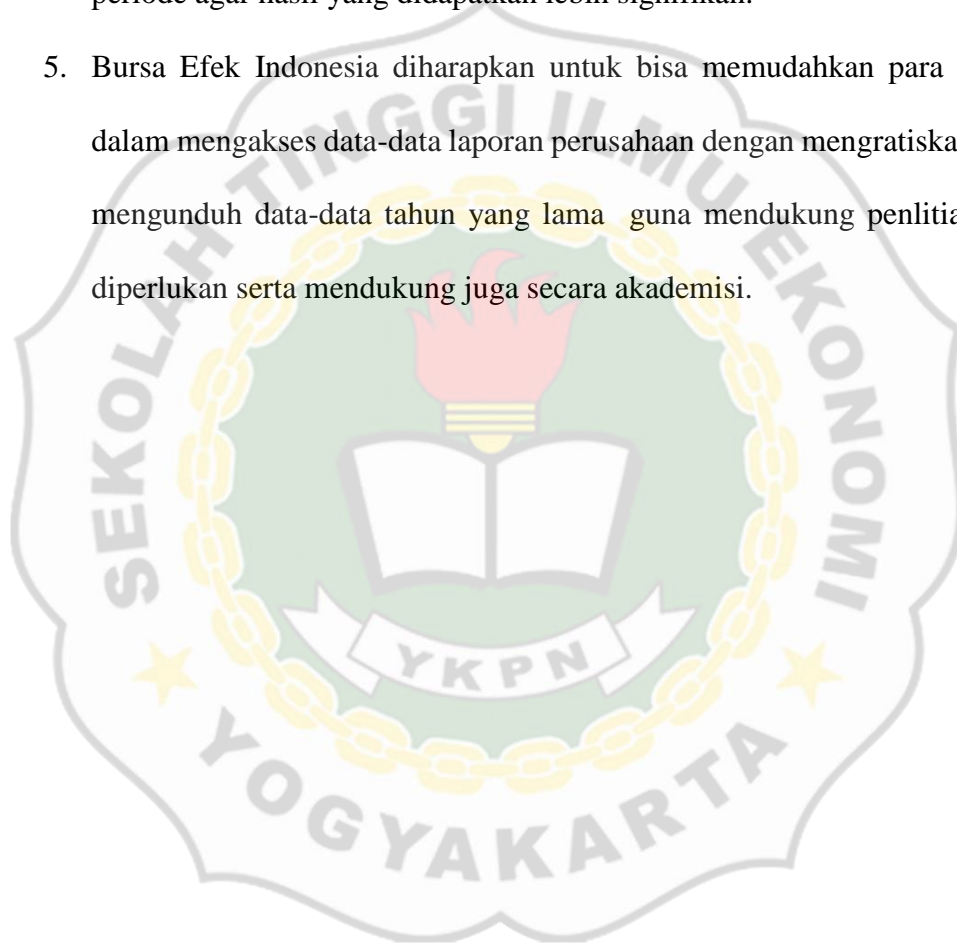 periode agar hasil yang didapatkan lebih signifikan.
5. Bursa Efek Indonesia diharapkan untuk bisa memudahkan para
dalam mengakses data-data laporan perusahaan dengan mengratiska
mengunduh data-data tahun yang lama guna mendukung penlitia
diperlukan serta mendukung juga secara akademisi.
SEKOLAH TINGGI ILMU EKONOMI
YKPN
YOGYAKARTA